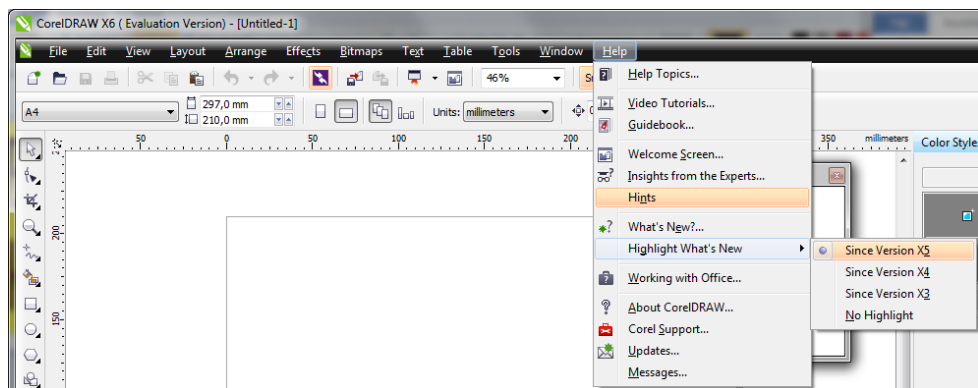 CorelDRAW X6 ( Evaluation Version) - [Untitled-1]
File Edit View Layout Arrange Effects Bitmaps Text Table Tools Window Help
46%
A4
297,0 mm
210,0 mm
Units: millimeters
50 0 50 100 150 200 350 millimeters
200
150
Color Style
Help Topics...
Video Tutorials...
Guidebook...
Welcome Screen...
Insights from the Experts...
Hints
What's New?...
Highlight What's New
Working with Office...
About CorelDRAW...
Corel Support...
Updates...
Messages...
Since Version X5
Since Version X4
Since Version X3
No Highlight